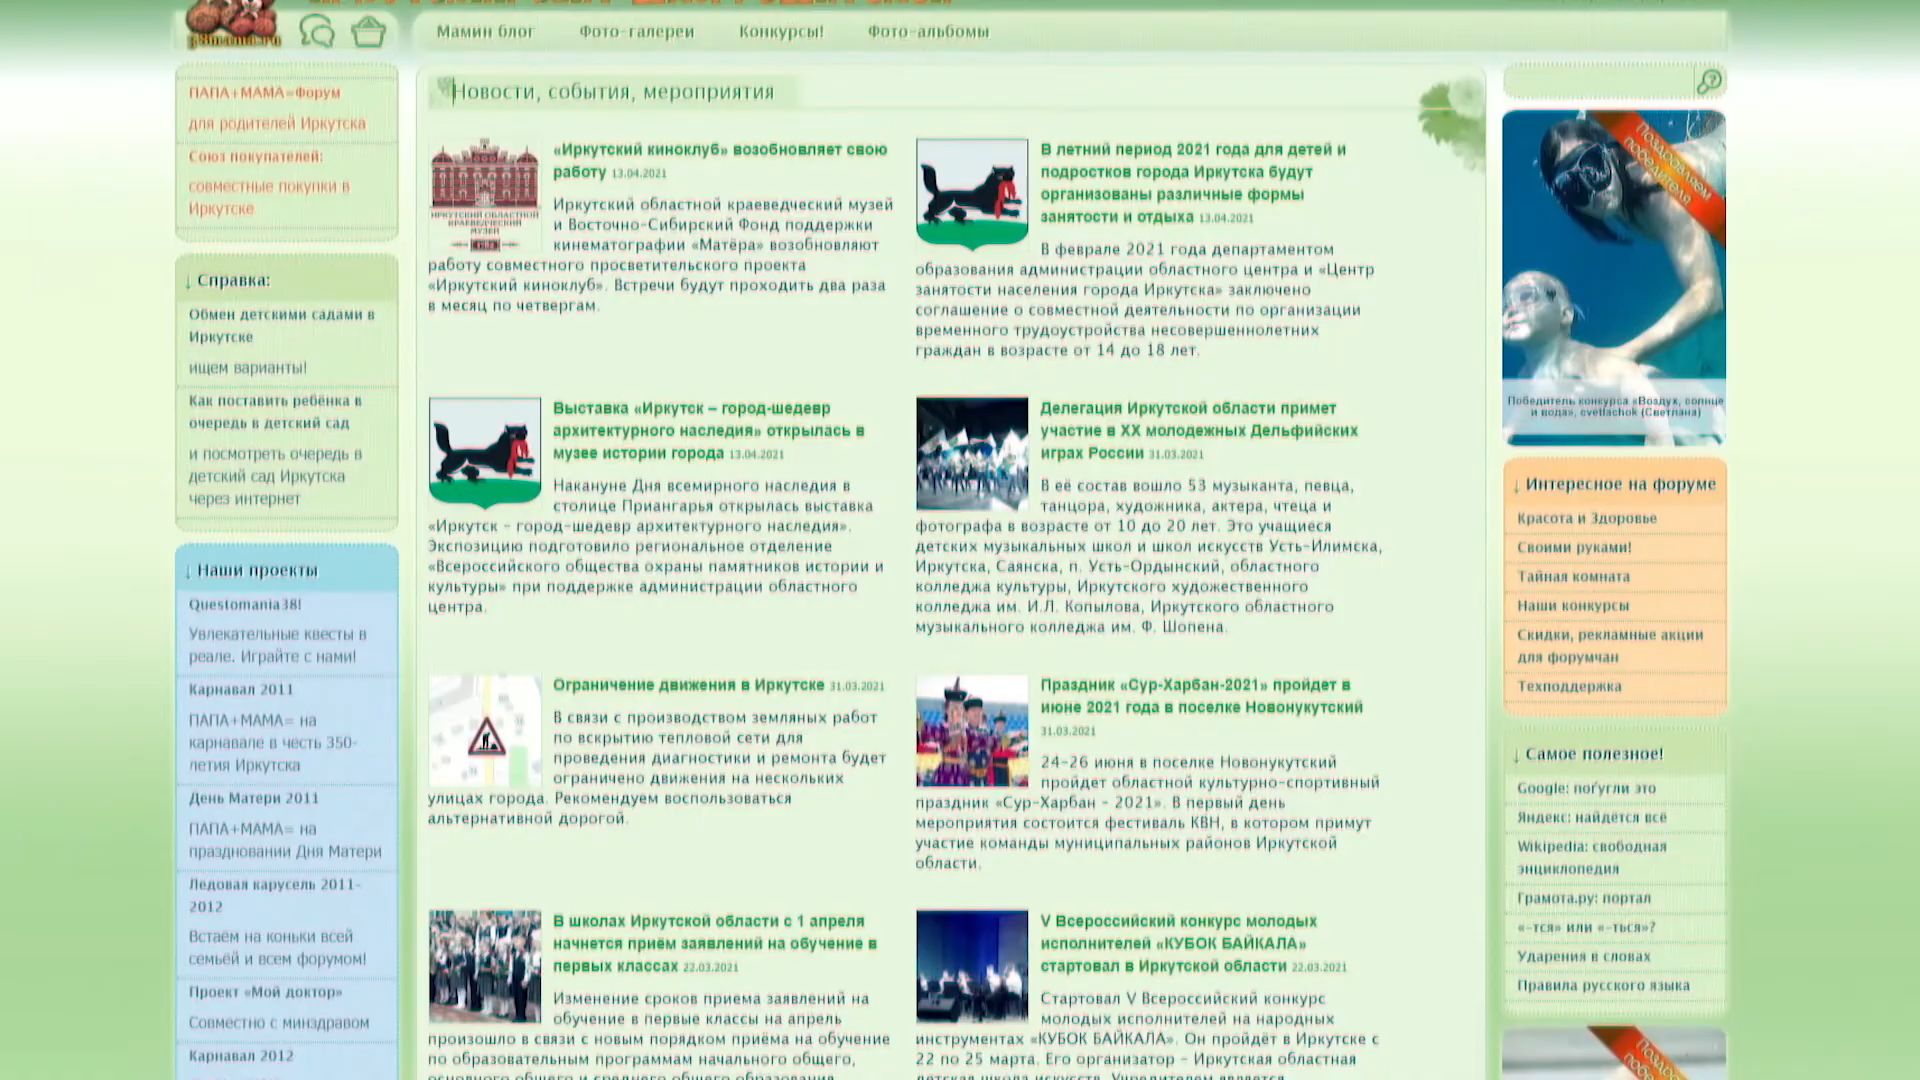 Мамин блог
Фото-галереи
Конкурсы!
Фото-альбомы
ПАПА+МАМА=Форум
для родителей Иркутска
Союз покупателей:
совместные покупки в
Иркутске
↓ Справка:
Обмен детскими садами в
Иркутске
ищем варианты!
Как поставить ребёнка в
очередь в детский сад
и посмотреть очередь в
детский сад Иркутска
через интернет
↓ Наши проекты
Questomania38!
Увлекательные квесты в
реале. Играйте с нами!
Карнавал 2011
ПАПА+МАМА= на
карнавале в честь 350-
летия Иркутска
День Матери 2011
ПАПА+МАМА= на
праздновании Дня Матери
Ледовая карусель 2011-
2012
Встаём на коньки всей
семьёй и всем форумом!
Проект «Мой доктор»
Совместно с минздравом
Карнавал 2012
Новости, события, мероприятия
«Иркутский киноклуб» возобновляет свою
работу 13.04.2021
ИРКУТСКИЙ ОБЛАСТНОЙ
КРАЕВЕДЧЕСКИЙ
МУЗЕЙ
1782
Иркутский областной краеведческий музей
и Восточно-Сибирский Фонд поддержки
кинематографии «Матёра» возобновляют
работу совместного просветительского проекта
«Иркутский киноклуб». Встречи будут проходить два раза
в месяц по четвергам.
В летний период 2021 года для детей и
подростков города Иркутска будут
организованы различные формы
занятости и отдыха 13.04.2021
В феврале 2021 года департаментом
образования администрации областного центра и «Центр
занятости населения города Иркутска» заключено
соглашение о совместной деятельности по организации
временного трудоустройства несовершеннолетних
граждан в возрасте от 14 до 18 лет.
Выставка «Иркутск – город-шедевр
архитектурного наследия» открылась в
музее истории города 13.04.2021
Накануне Дня всемирного наследия в
столице Приангарья открылась выставка
«Иркутск – город-шедевр архитектурного наследия».
Экспозицию подготовило региональное отделение
«Всероссийского общества охраны памятников истории и
культуры» при поддержке администрации областного
центра.
Делегация Иркутской области примет
участие в XX молодежных Дельфийских
играх России 31.03.2021
В её состав вошло 53 музыканта, певца,
танцора, художника, актера, чтеца и
фотографа в возрасте от 10 до 20 лет. Это учащиеся
детских музыкальных школ и школ искусств Усть-Илимска,
Иркутска, Саянска, п. Усть-Ордынский, областного
колледжа культуры, Иркутского художественного
колледжа им. И.Л. Копылова, Иркутского областного
музыкального колледжа им. Ф. Шопена.
Ограничение движения в Иркутске 31.03.2021
В связи с производством земляных работ
по вскрытию тепловой сети для
проведения диагностики и ремонта будет
ограничено движения на нескольких
улицах города. Рекомендуем воспользоваться
альтернативной дорогой.
Праздник «Сур-Харбан-2021» пройдет в
июне 2021 года в поселке Новонукутский
31.03.2021
24-26 июня в поселке Новонукутский
пройдет областной культурно-спортивный
праздник «Сур-Харбан – 2021». В первый день
мероприятия состоится фестиваль КВН, в котором примут
участие команды муниципальных районов Иркутской
области.
В школах Иркутской области с 1 апреля
начнется приём заявлений на обучение в
первых классах 22.03.2021
Изменение сроков приема заявлений на
обучение в первые классы на апрель
произошло в связи с новым порядком приёма на обучение
по образовательным программам начального общего,
основного общего и среднего общего образования
V Всероссийский конкурс молодых
исполнителей «КУБОК БАЙКАЛА»
стартовал в Иркутской области 22.03.2021
Стартовал V Всероссийский конкурс
молодых исполнителей на народных
инструментах «КУБОК БАЙКАЛА». Он пройдёт в Иркутске с
22 по 25 марта. Его организатор – Иркутская областная
детская школа искусств. Учредителем является
Поздравляем
победителя
Победитель конкурса «Воздух, солнце
и вода», cvetlachok (Светлана)
↓ Интересное на форуме
Красота и Здоровье
Своими руками!
Тайная комната
Наши конкурсы
Скидки, рекламные акции
для форумчан
Техподдержка
↓ Самое полезное!
Google: поґугли это
Яндекс: найдётся всё
Wikipedia: свободная
энциклопедия
Грамота.ру: портал
«-тся» или «-ться»?
Ударения в словах
Правила русского языка